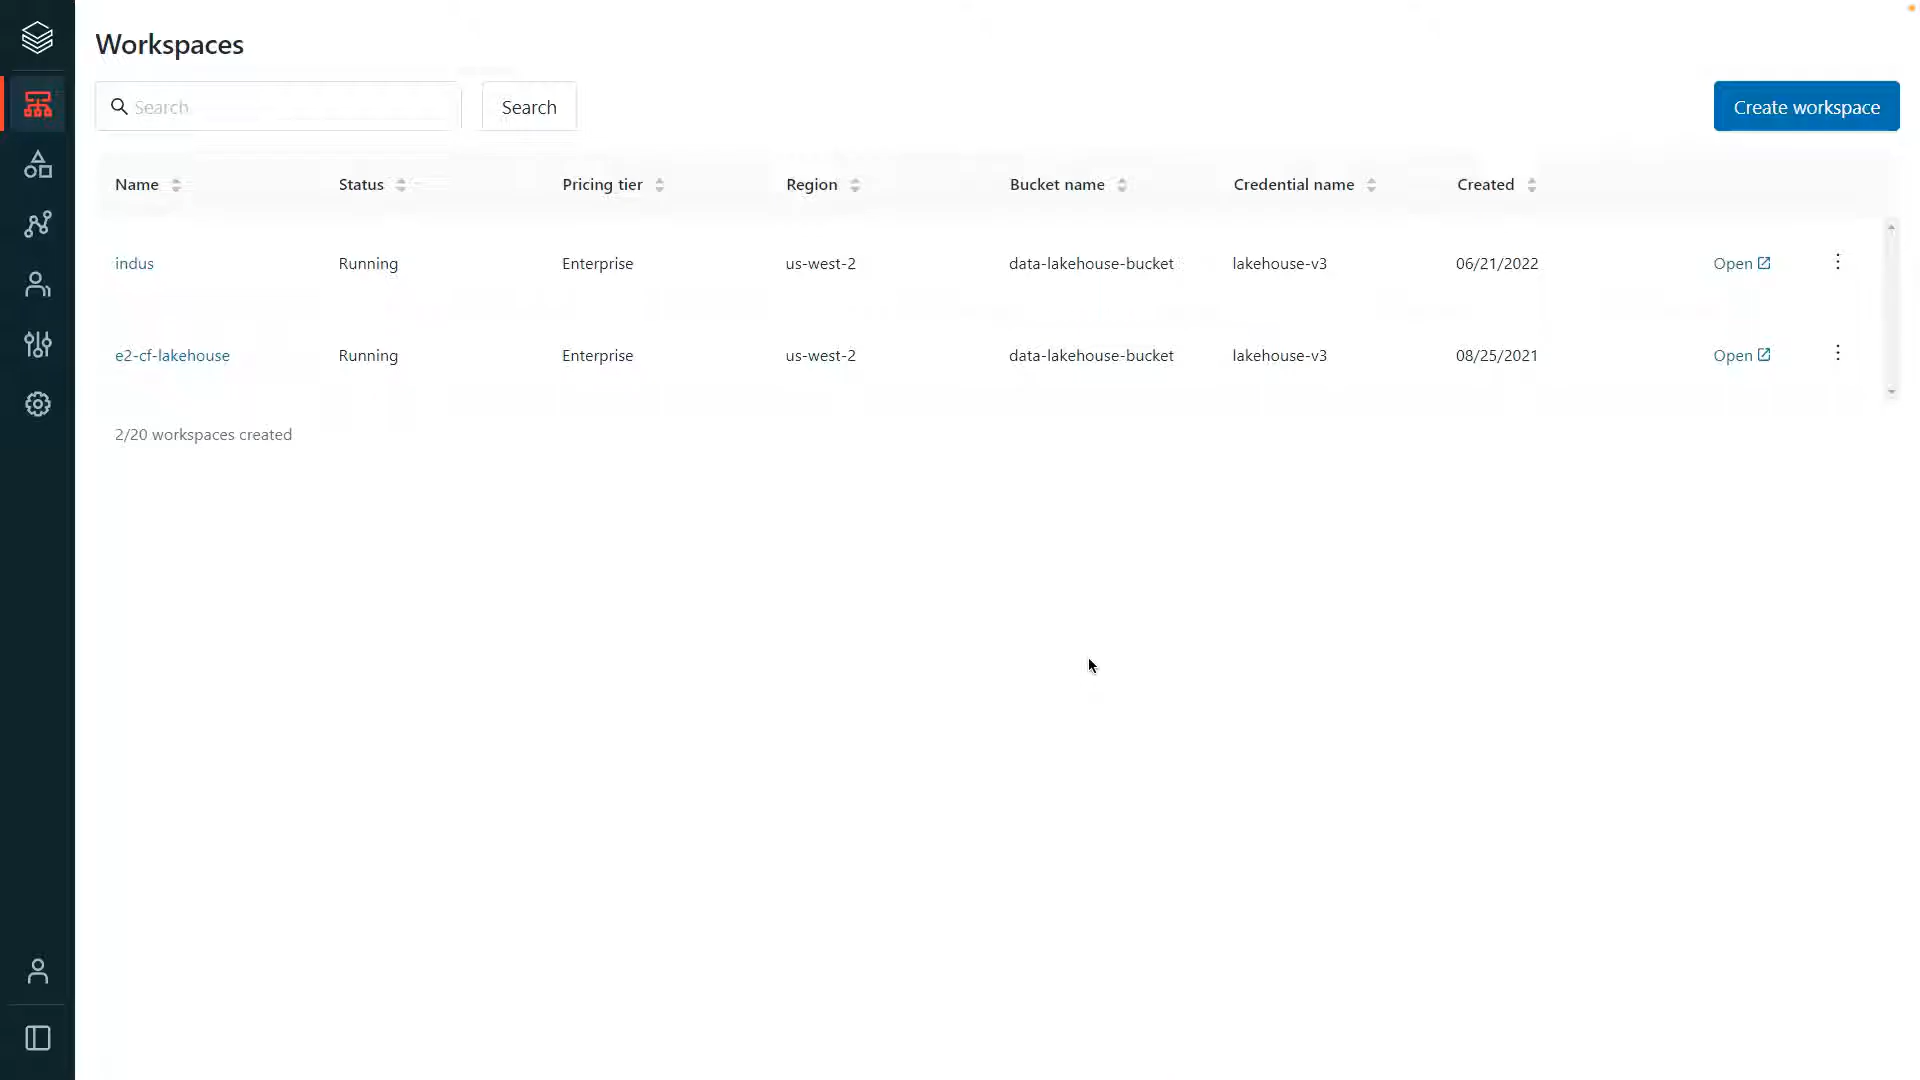 Workspaces
Search Search Create workspace
Name Status Pricing tier Region Bucket name Credential name Created
indus Running Enterprise us-west-2 data-lakehouse-bucket lakehouse-v3 06/21/2022 Open
e2-cf-lakehouse Running Enterprise us-west-2 data-lakehouse-bucket lakehouse-v3 08/25/2021 Open
2/20 workspaces created